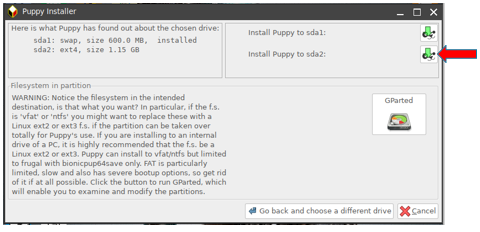 Puppy Installer
Here is what Puppy has found out about the chosen drive:
sda1: swap, size 600.0 MB, installed
sda2: ext4, size 1.15 GB
Install Puppy to sda1:
Install Puppy to sda2:
Filesystem in partition
WARNING: Notice the filesystem in the intended
destination, is that what you want? In particular, if the f.s.
is 'vfat' or 'ntfs' you might want to replace these with a
Linux ext2 or ext3 f.s. if the partition can be taken over
totally for Puppy's use. If you are installing to an internal
drive of a PC, it is highly recommended that the f.s. be a
Linux ext2 or ext3. Puppy can install to vfat/ntfs but limited
to frugal with bionicpup64save only. FAT is particularly
limited, slow and also has severe bootup options, so get rid
of it if at all possible. Click the button to run GParted, which
will enable you to examine and modify the partitions.
GParted
Go back and choose a different drive
Cancel